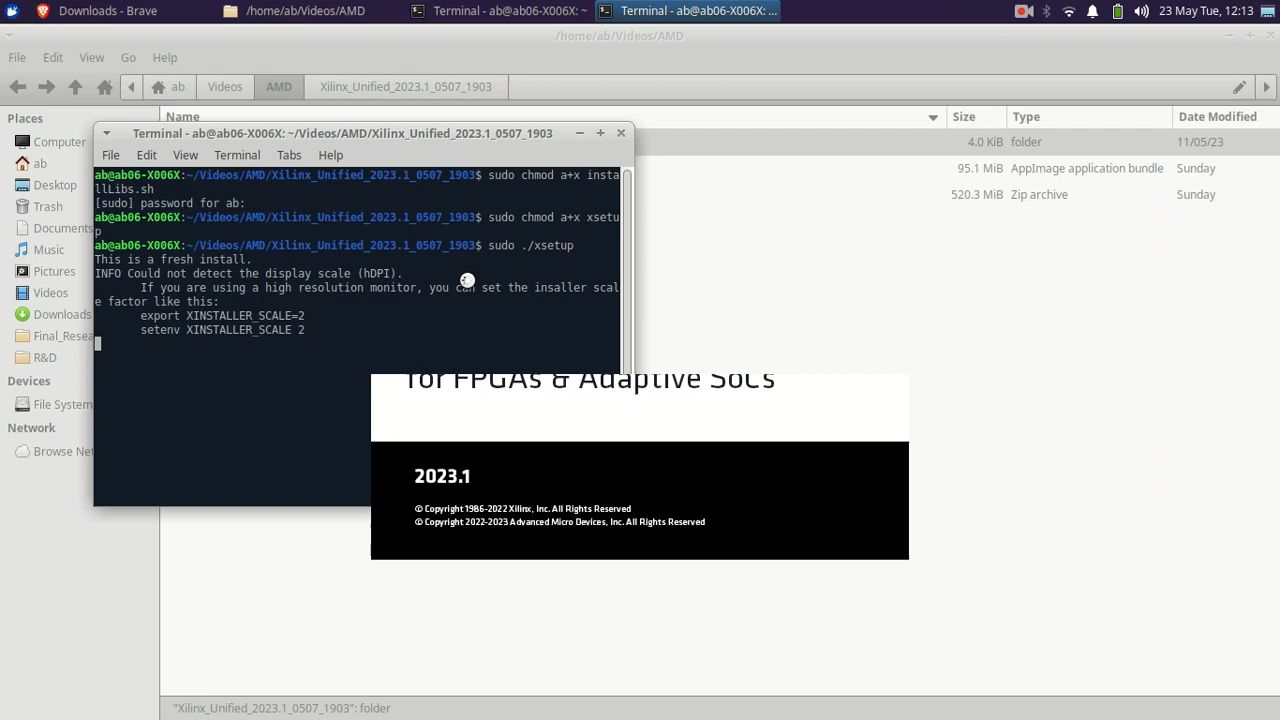 Downloads - Brave
/home/ab/Videos/AMD
Terminal - ab@ab06-X006X: ~
Terminal - ab@ab06-X006X: ...
23 May Tue, 12:13
/home/ab/Videos/AMD
File Edit View Go Help
ab Videos AMD Xilinx_Unified_2023.1_0507_1903
Places
Computer
ab
Desktop
Trash
Documents
Music
Pictures
Videos
Downloads
Final_Resea
R&D
Devices
File System
Network
Browse Net
Name Size Type Date Modified
4.0 KiB folder 11/05/23
95.1 MiB AppImage application bundle Sunday
520.3 MiB Zip archive Sunday
Terminal - ab@ab06-X006X: ~/Videos/AMD/Xilinx_Unified_2023.1_0507_1903
File Edit View Terminal Tabs Help
ab@ab06-X006X:~/Videos/AMD/Xilinx_Unified_2023.1_0507_1903$ sudo chmod a+x insta
llLibs.sh
[sudo] password for ab:
ab@ab06-X006X:~/Videos/AMD/Xilinx_Unified_2023.1_0507_1903$ sudo chmod a+x xsetu
p
ab@ab06-X006X:~/Videos/AMD/Xilinx_Unified_2023.1_0507_1903$ sudo ./xsetup
This is a fresh install.
INFO Could not detect the display scale (hDPI).
If you are using a high resolution monitor, you can set the insaller scal
e factor like this:
export XINSTALLER_SCALE=2
setenv XINSTALLER_SCALE 2
for FPGAs & Adaptive SoCs
2023.1
© Copyright 1986-2022 Xilinx, Inc. All Rights Reserved
© Copyright 2022-2023 Advanced Micro Devices, Inc. All Rights Reserved
"Xilinx_Unified_2023.1_0507_1903": folder